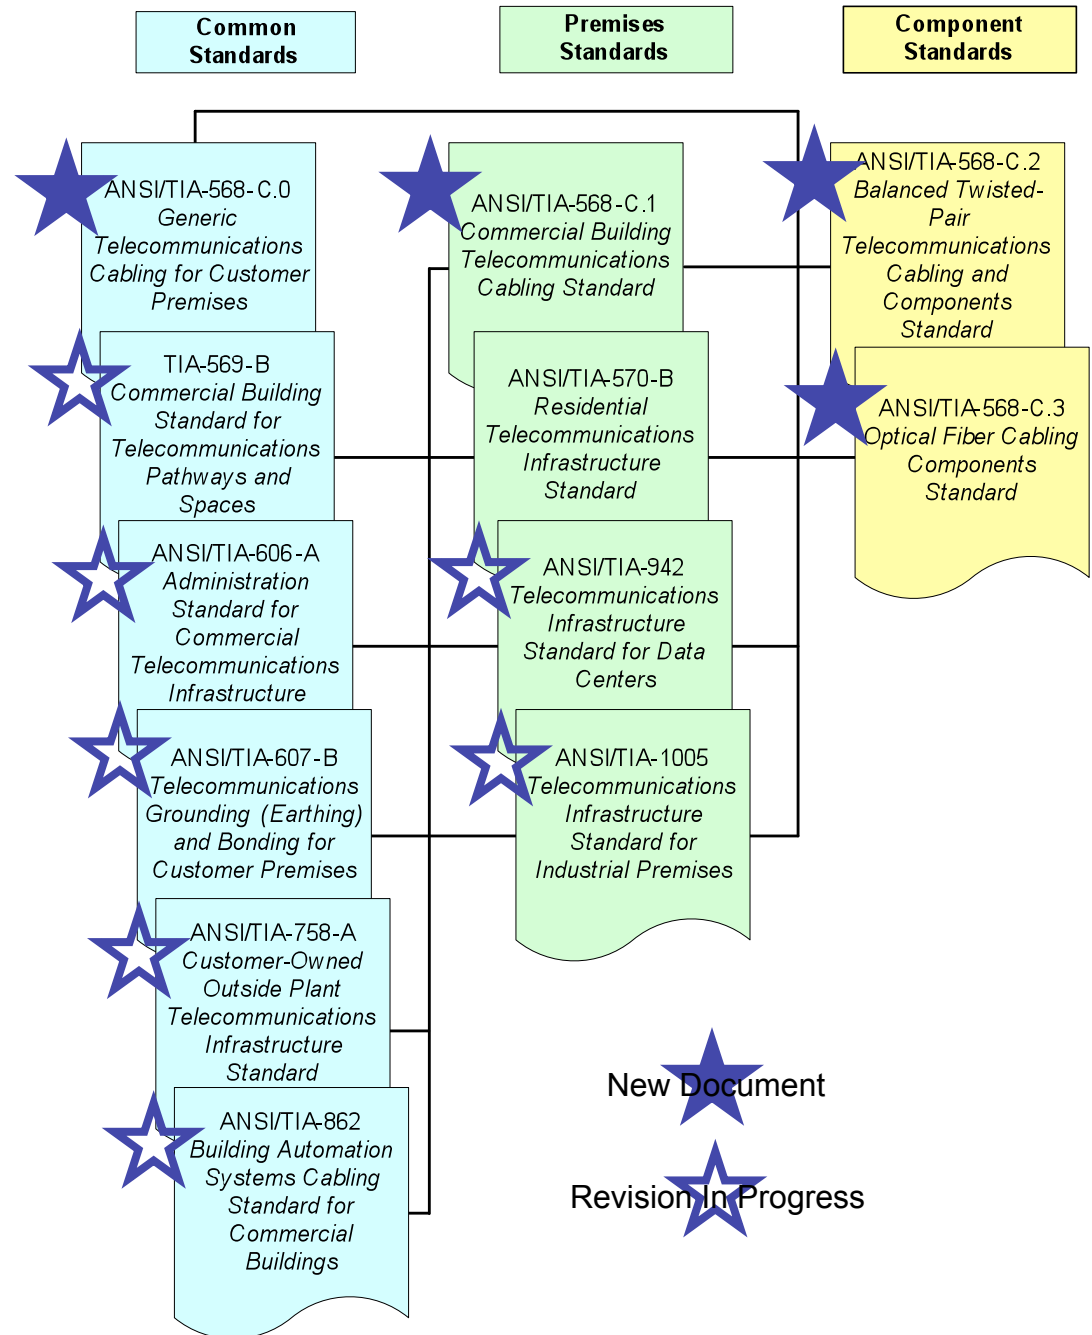 Common
Standards
Premises
Standards
Component
Standards
ANSI/TIA-568-C.0
Generic
Telecommunications
Cabling for Customer
Premises
TIA-569-B
Commercial Building
Standard for
Telecommunications
Pathways and
Spaces
ANSI/TIA-606-A
Administration
Standard for
Commercial
Telecommunications
Infrastructure
ANSI/TIA-607-B
Telecommunications
Grounding (Earthing)
and Bonding for
Customer Premises
ANSI/TIA-758-A
Customer-Owned
Outside Plant
Telecommunications
Infrastructure
Standard
ANSI/TIA-862
Building Automation
Systems Cabling
Standard for
Commercial
Buildings
ANSI/TIA-568-C.1
Commercial Building
Telecommunications
Cabling Standard
ANSI/TIA-570-B
Residential
Telecommunications
Infrastructure
Standard
ANSI/TIA-942
Telecommunications
Infrastructure
Standard for Data
Centers
ANSI/TIA-1005
Telecommunications
Infrastructure
Standard for
Industrial Premises
ANSI/TIA-568-C.2
Balanced Twisted-
Pair
Telecommunications
Cabling and
Components
Standard
ANSI/TIA-568-C.3
Optical Fiber Cabling
Components
Standard
New Document
Revision In Progress